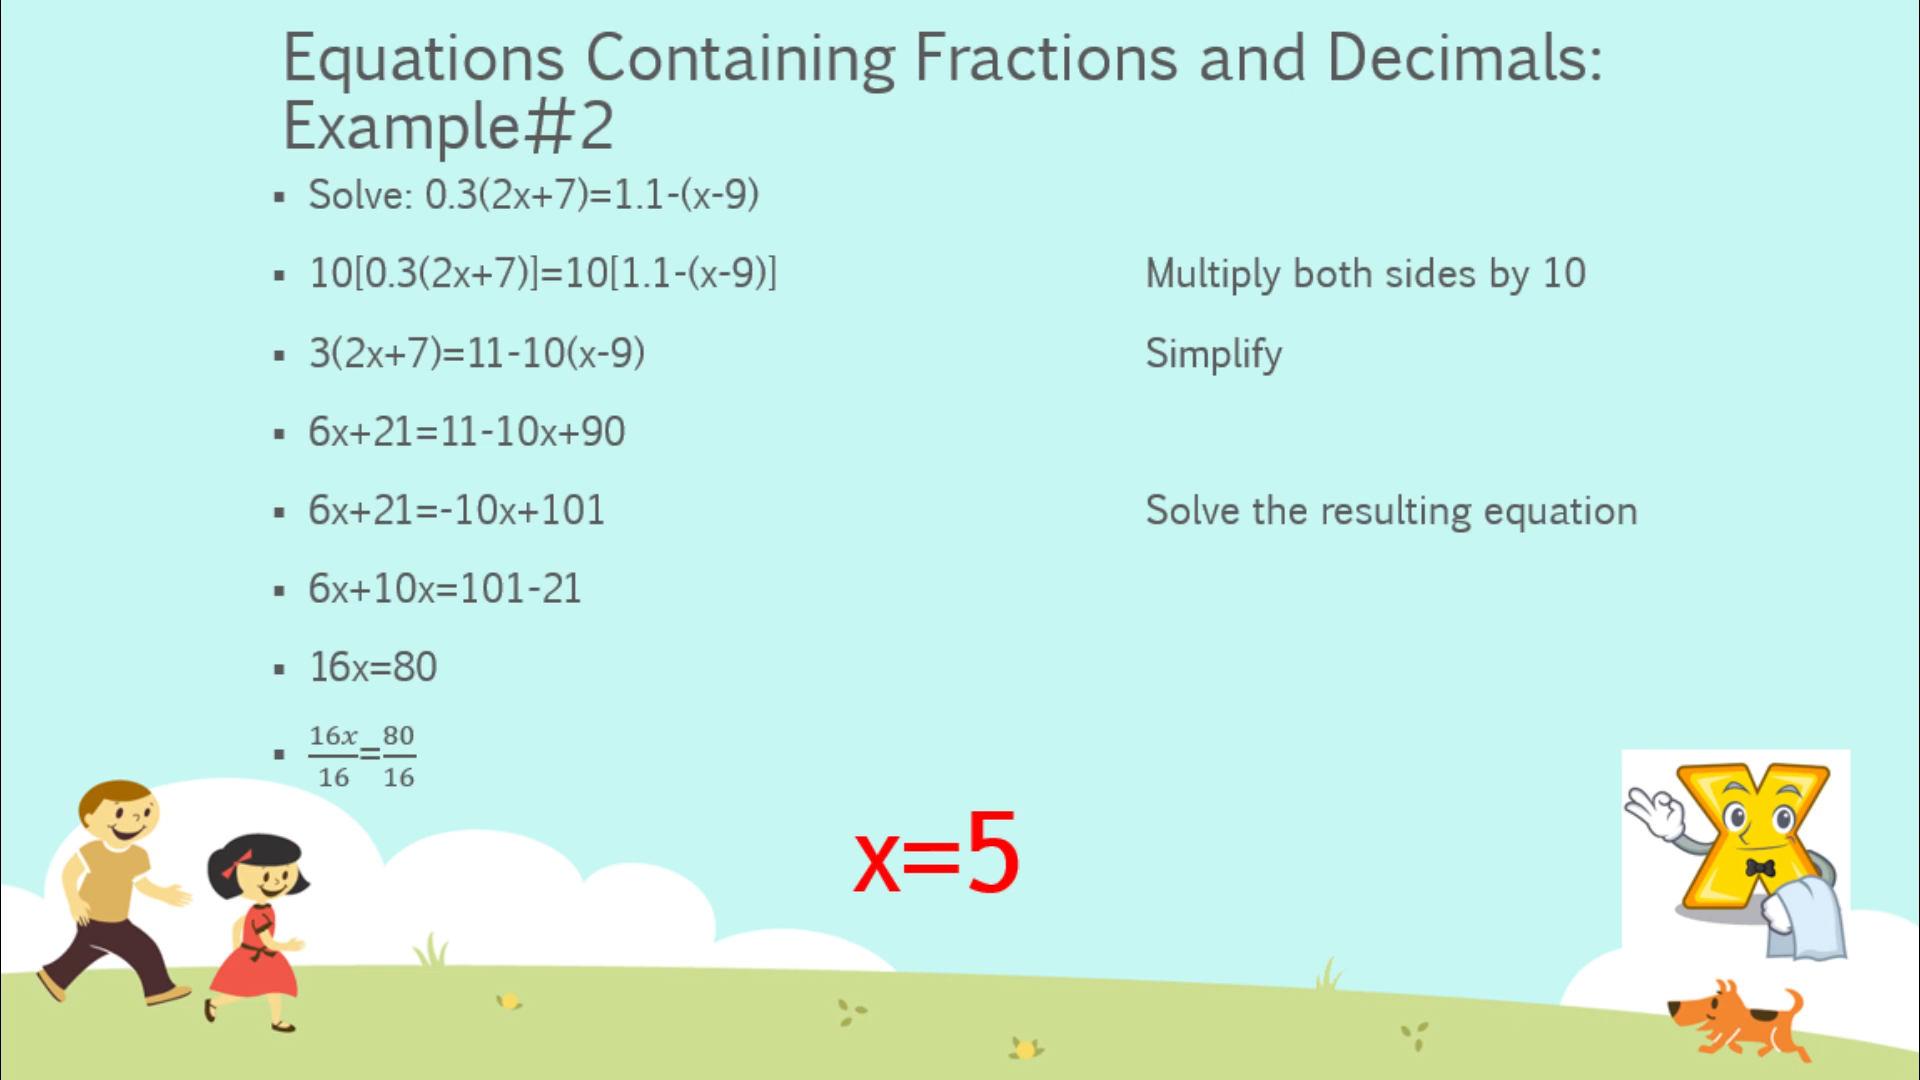 Equations Containing Fractions and Decimals:
Example#2
▪ Solve: 0.3(2x+7)=1.1-(x-9)
▪ 10[0.3(2x+7)]=10[1.1-(x-9)] Multiply both sides by 10
▪ 3(2x+7)=11-10(x-9) Simplify
▪ 6x+21=11-10x+90
▪ 6x+21=-10x+101 Solve the resulting equation
▪ 6x+10x=101-21
▪ 16x=80
▪ 16x/16=80/16
x=5